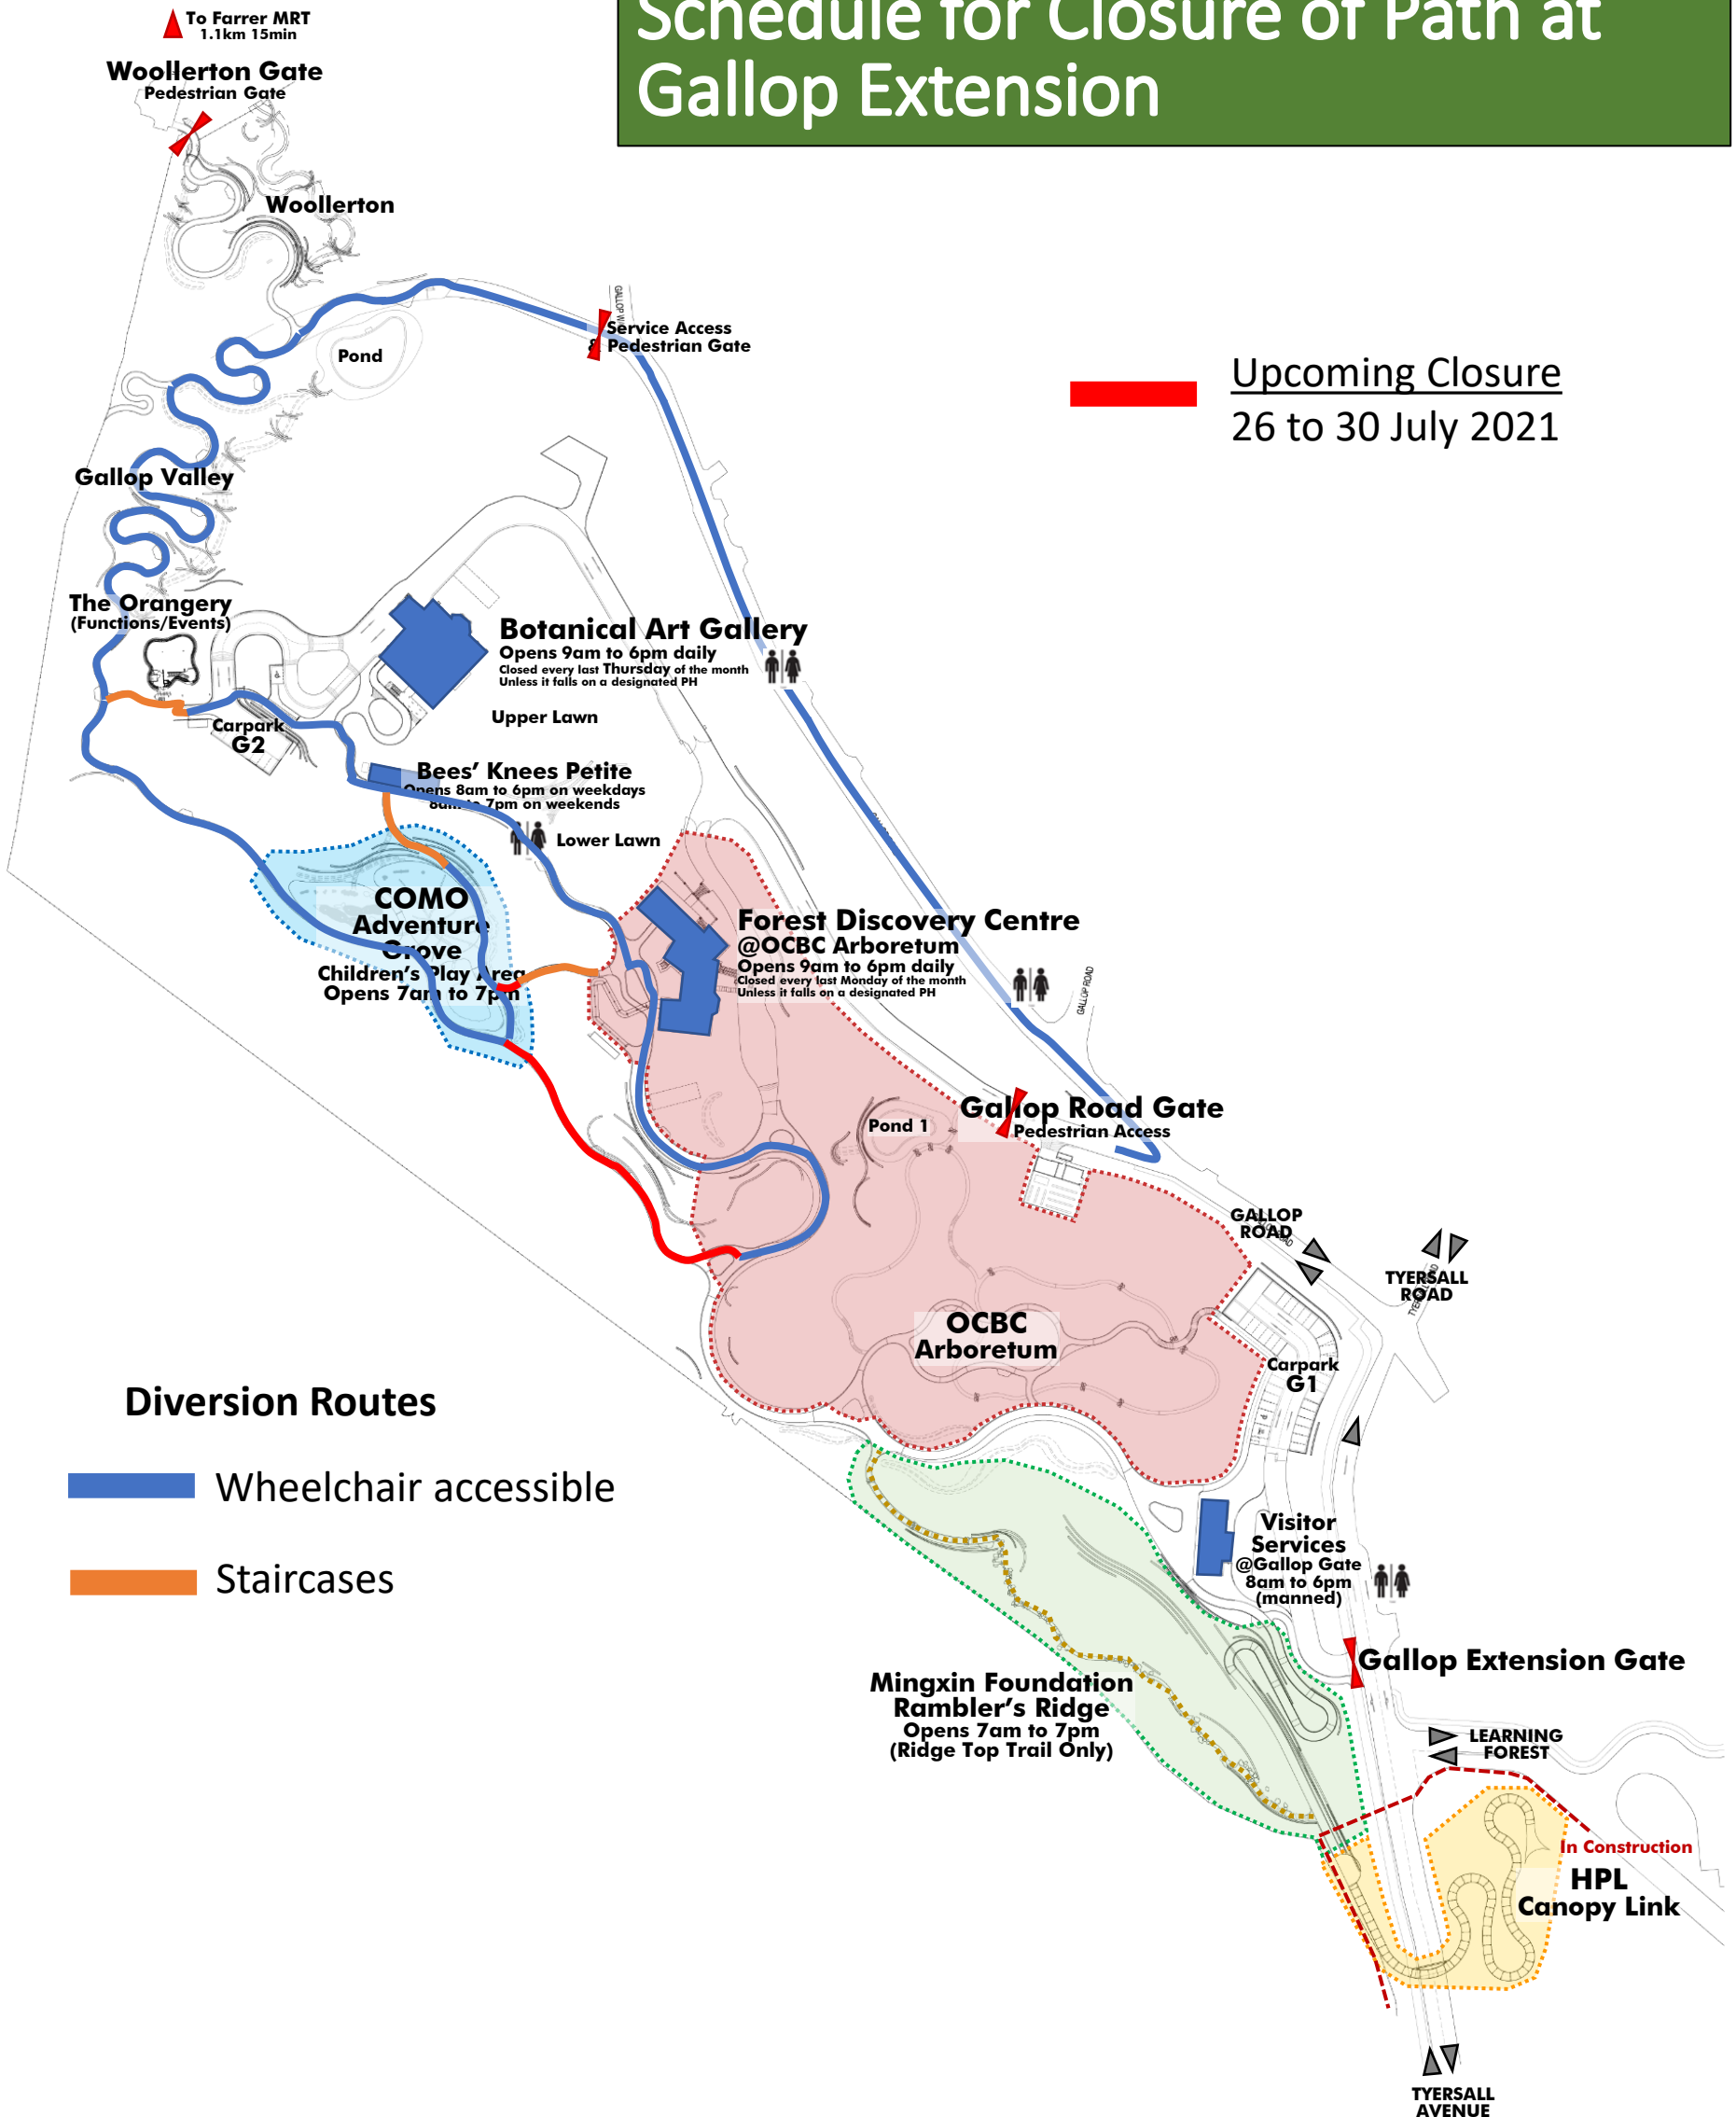 Schedule for Closure of Path at
Gallop Extension
To Farrer MRT
1.1km 15min
Woollerton Gate
Pedestrian Gate
Woollerton
Service Access
& Pedestrian Gate
Pond
Upcoming Closure
26 to 30 July 2021
Gallop Valley
The Orangery
(Functions/Events)
Botanical Art Gallery
Opens 9am to 6pm daily
Closed every last Thursday of the month
Unless it falls on a designated PH
Upper Lawn
Carpark
G2
Bees' Knees Petite
Opens 8am to 6pm on weekdays
8am to 7pm on weekends
Lower Lawn
COMO
Adventure
Grove
Children's Play Area
Opens 7am to 7pm
Forest Discovery Centre
@OCBC Arboretum
Opens 9am to 6pm daily
Closed every last Monday of the month
Unless it falls on a designated PH
GALLOP ROAD
Gallop Road Gate
Pedestrian Access
Pond 1
GALLOP
ROAD
TYERSALL
ROAD
OCBC
Arboretum
Carpark
G1
Diversion Routes
Wheelchair accessible
Staircases
Visitor
Services
@Gallop Gate
8am to 6pm
(manned)
Gallop Extension Gate
Mingxin Foundation
Rambler's Ridge
Opens 7am to 7pm
(Ridge Top Trail Only)
LEARNING
FOREST
In Construction
HPL
Canopy Link
TYERSALL
AVENUE